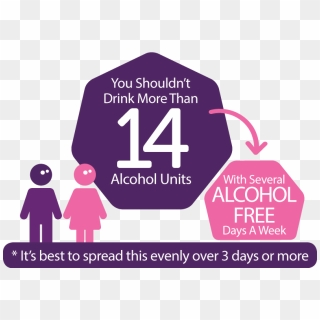 You Shouldn't
Drink More Than
14
Alcohol Units
With Several
ALCOHOL
FREE
Days A Week
* It's best to spread this evenly over 3 days or more